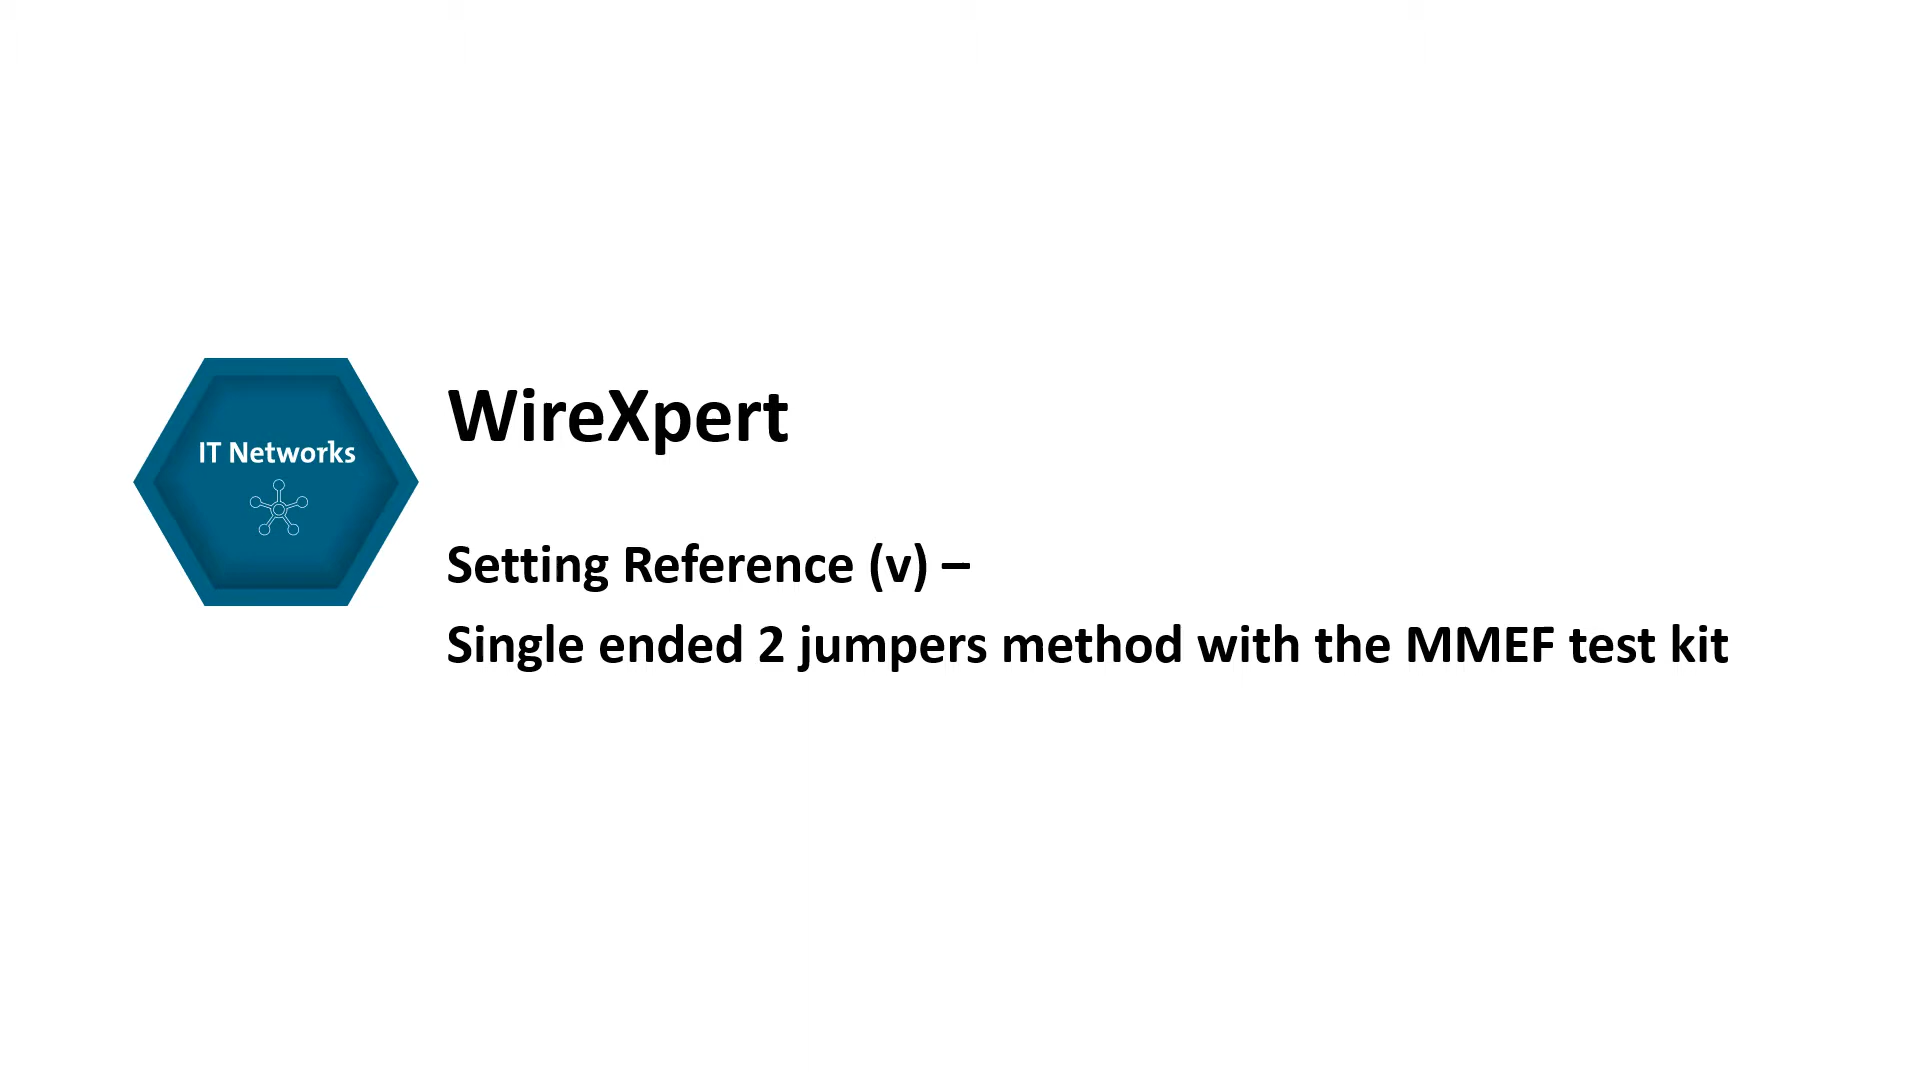 IT Networks
WireXpert
Setting Reference (v) –
Single ended 2 jumpers method with the MMEF test kit